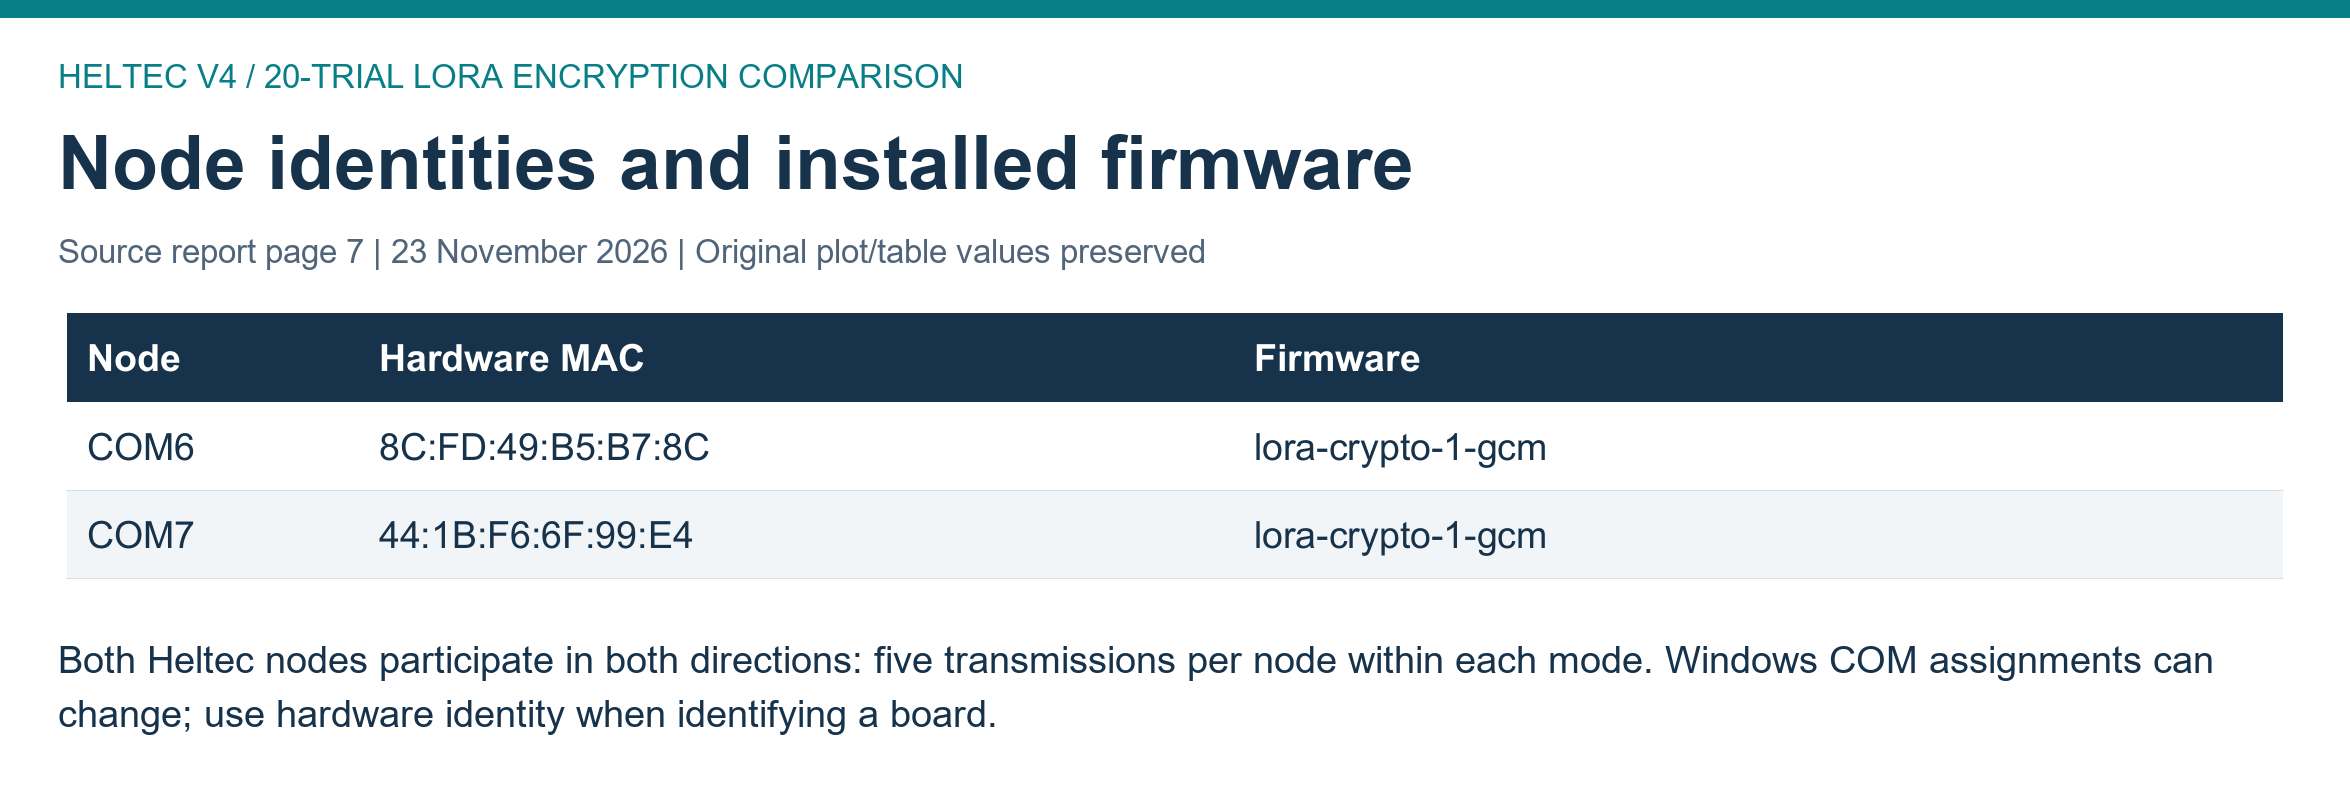 HELTEC V4 / 20-TRIAL LORA ENCRYPTION COMPARISON
Node identities and installed firmware
Source report page 7 | 23 November 2026 | Original plot/table values preserved
Node Hardware MAC Firmware
COM6 8C:FD:49:B5:B7:8C lora-crypto-1-gcm
COM7 44:1B:F6:6F:99:E4 lora-crypto-1-gcm
Both Heltec nodes participate in both directions: five transmissions per node within each mode. Windows COM assignments can
change; use hardware identity when identifying a board.